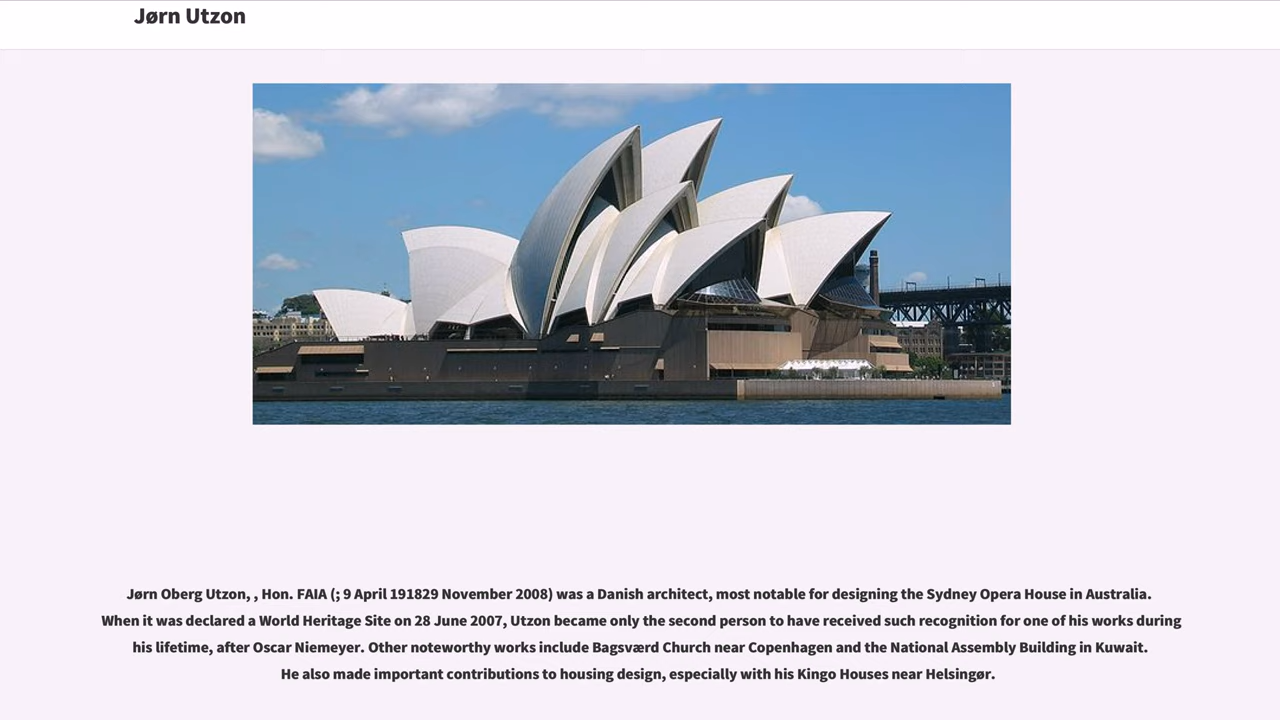 Jørn Utzon
Jørn Oberg Utzon, , Hon. FAIA (; 9 April 191829 November 2008) was a Danish architect, most notable for designing the Sydney Opera House in Australia.
When it was declared a World Heritage Site on 28 June 2007, Utzon became only the second person to have received such recognition for one of his works during
his lifetime, after Oscar Niemeyer. Other noteworthy works include Bagsværd Church near Copenhagen and the National Assembly Building in Kuwait.
He also made important contributions to housing design, especially with his Kingo Houses near Helsingør.